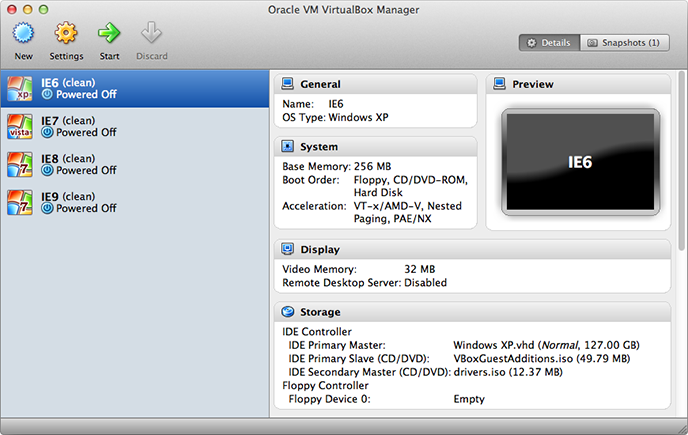 Oracle VM VirtualBox Manager
New
Settings
Start
Discard
Details
Snapshots (1)
xp
IE6 (clean)
Powered Off
vista
IE7 (clean)
Powered Off
7
IE8 (clean)
Powered Off
7
IE9 (clean)
Powered Off
General
Name: IE6
OS Type: Windows XP
System
Base Memory: 256 MB
Boot Order: Floppy, CD/DVD-ROM,
Hard Disk
Acceleration: VT-x/AMD-V, Nested
Paging, PAE/NX
Preview
IE6
Display
Video Memory: 32 MB
Remote Desktop Server: Disabled
Storage
IDE Controller
IDE Primary Master: Windows XP.vhd (Normal, 127.00 GB)
IDE Primary Slave (CD/DVD): VBoxGuestAdditions.iso (49.79 MB)
IDE Secondary Master (CD/DVD): drivers.iso (12.37 MB)
Floppy Controller
Floppy Device 0: Empty